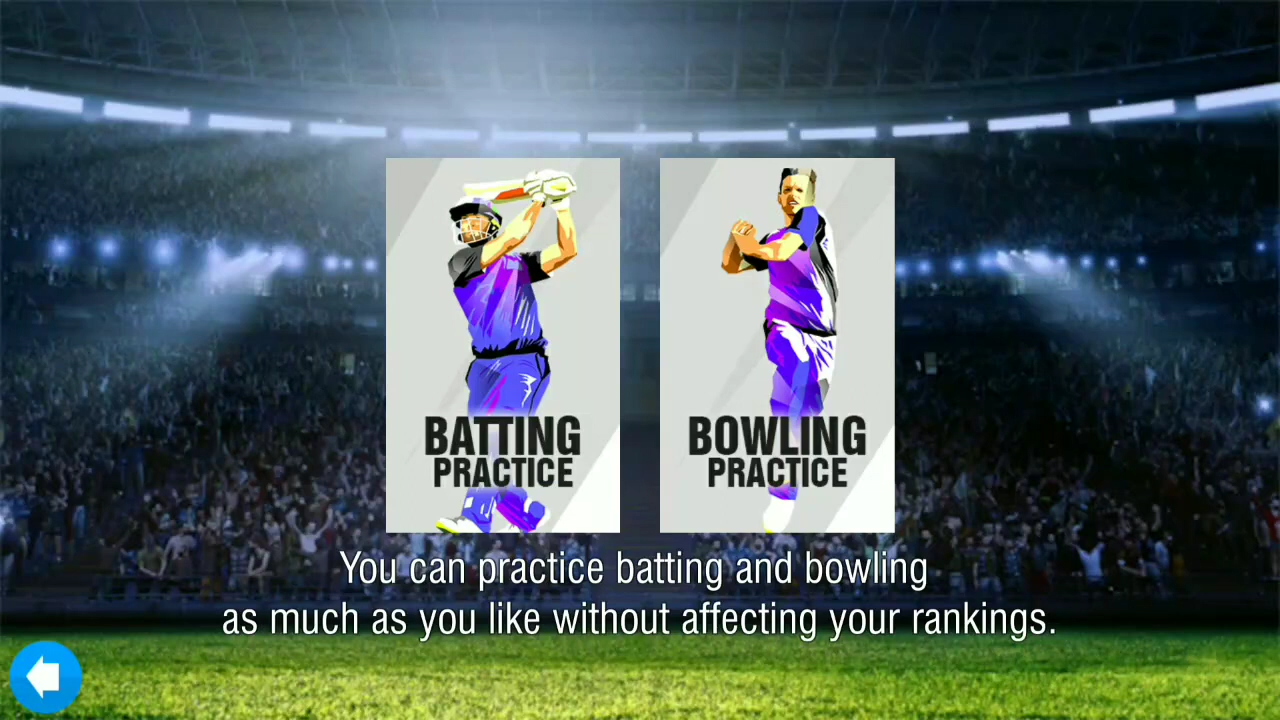 BATTING
PRACTICE
BOWLING
PRACTICE
You can practice batting and bowling
as much as you like without affecting your rankings.